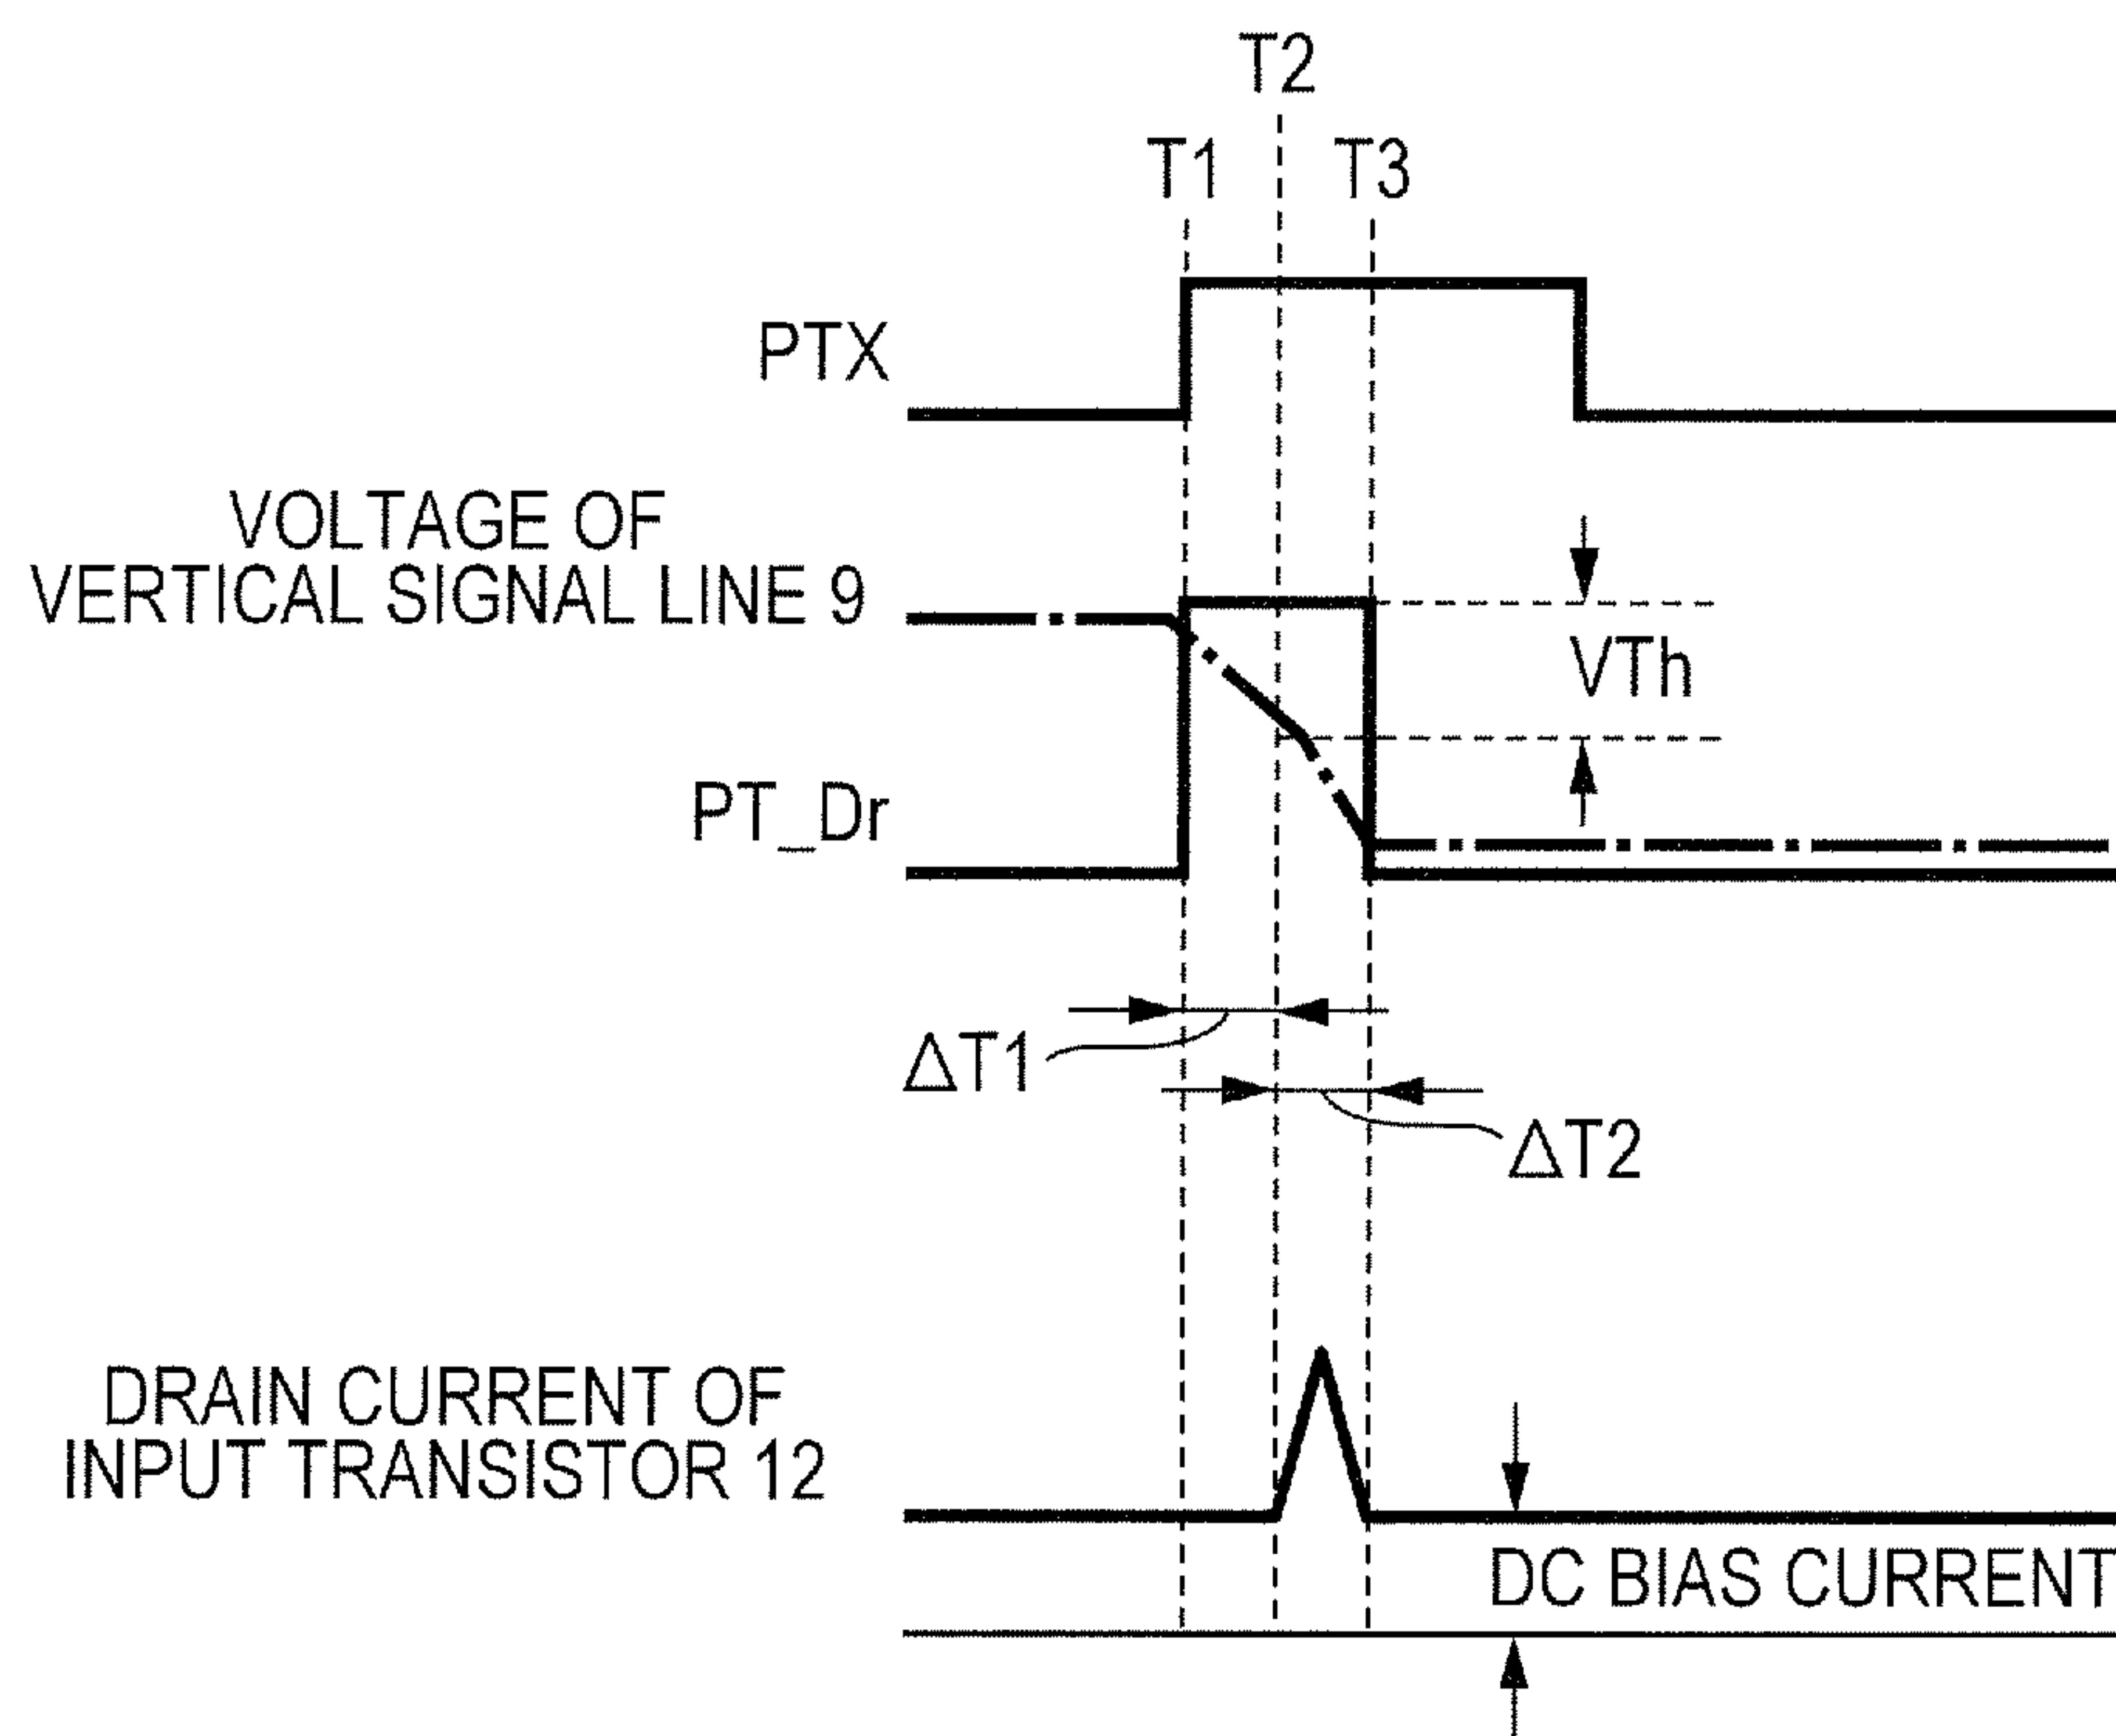 T2
T1
T3
PTX
VOLTAGE OF
VERTICAL SIGNAL LINE 9
VTh
PT_Dr
ΔT1
ΔT2
DRAIN CURRENT OF
INPUT TRANSISTOR 12
DC BIAS CURRENT